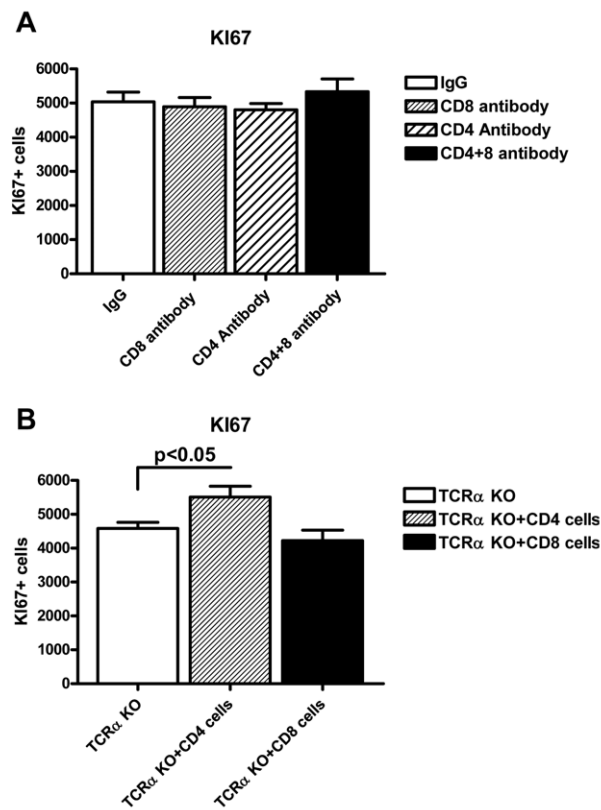 A
KI67
6000
5000
4000
3000
2000
1000
0
KI67+ cells
IgG
CD8 antibody
CD4 Antibody
CD4+8 antibody
IgG
CD8 antibody
CD4 Antibody
CD4+8 antibody
B
KI67
p<0.05
6000
5000
4000
3000
2000
1000
0
KI67+ cells
TCRα KO
TCRα KO+CD4 cells
TCRα KO+CD8 cells
TCRα KO
TCRα KO+CD4 cells
TCRα KO+CD8 cells